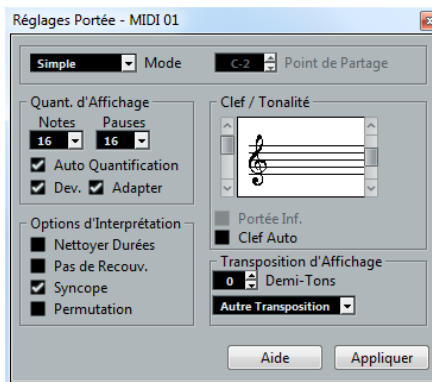 Réglages Portée - MIDI 01
Simple Mode C-2 Point de Partage
Quant. d'Affichage
Notes Pauses
16 16
Auto Quantification
Dev. Adapter
Clef / Tonalité
Portée Inf.
Clef Auto
Options d'Interprétation
Nettoyer Durées
Pas de Recouv.
Syncope
Permutation
Transposition d'Affichage
0 Demi-Tons
Autre Transposition
Aide Appliquer